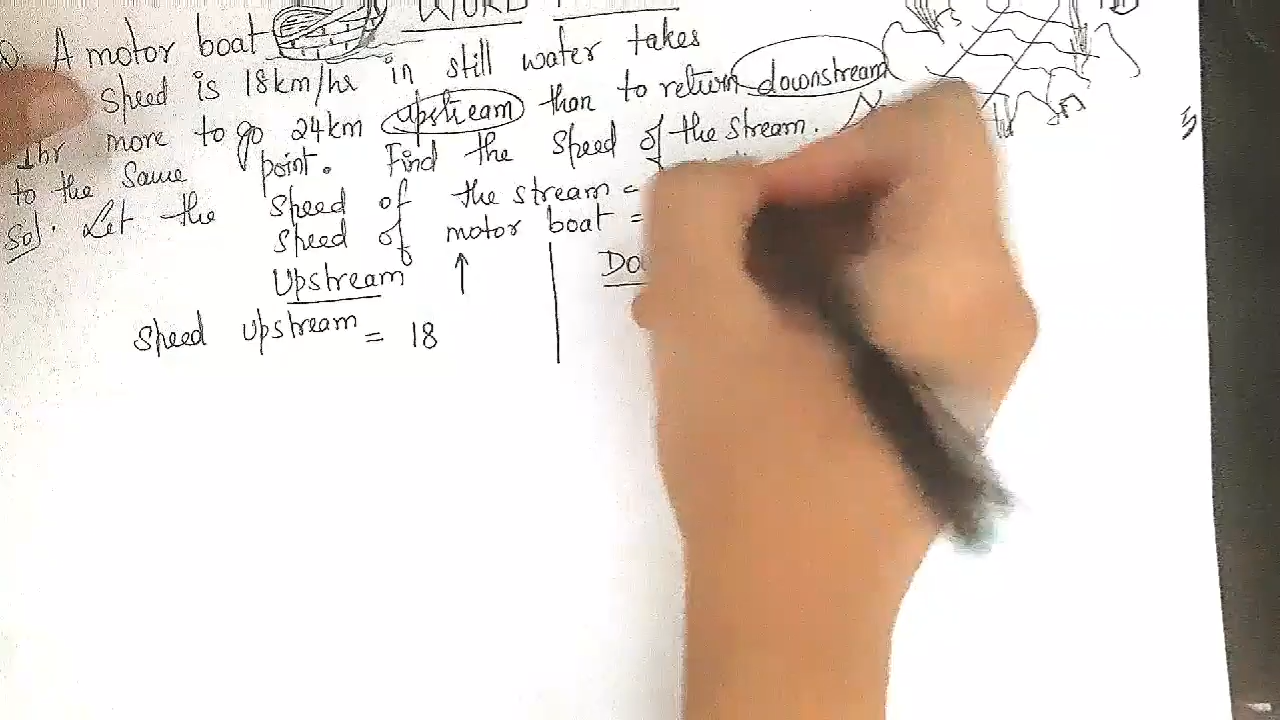 WORD
Q. A motor boat
Speed is 18km/hr in still water takes
1hr more to go 24km upstream than to return downstream
to the same point. Find the speed of the stream.
Sol. Let the speed of the stream =
Speed of motor boat =
Upstream ↑
Speed upstream = 18